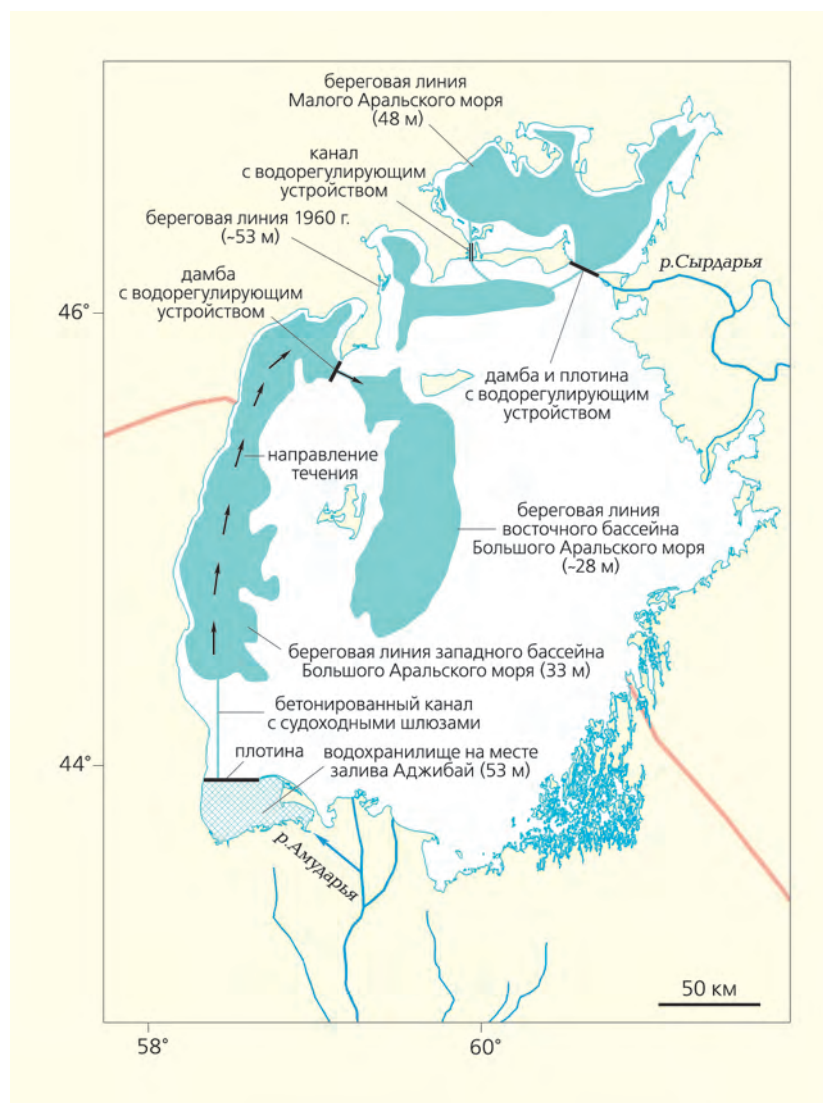 береговая линия
Малого Аральского моря
(48 м)
канал
с водорегулирующим
устройством
береговая линия 1960 г.
(~53 м)
р.Сырдарья
дамба
с водорегулирующим
устройством
46°
дамба и плотина
с водорегулирующим
устройством
направление
течения
береговая линия
восточного бассейна
Большого Аральского моря
(~28 м)
береговая линия западного бассейна
Большого Аральского моря (33 м)
бетонированный канал
с судоходными шлюзами
44°
плотина
водохранилище на месте
залива Аджибай (53 м)
р.Амударья
50 км
58°
60°